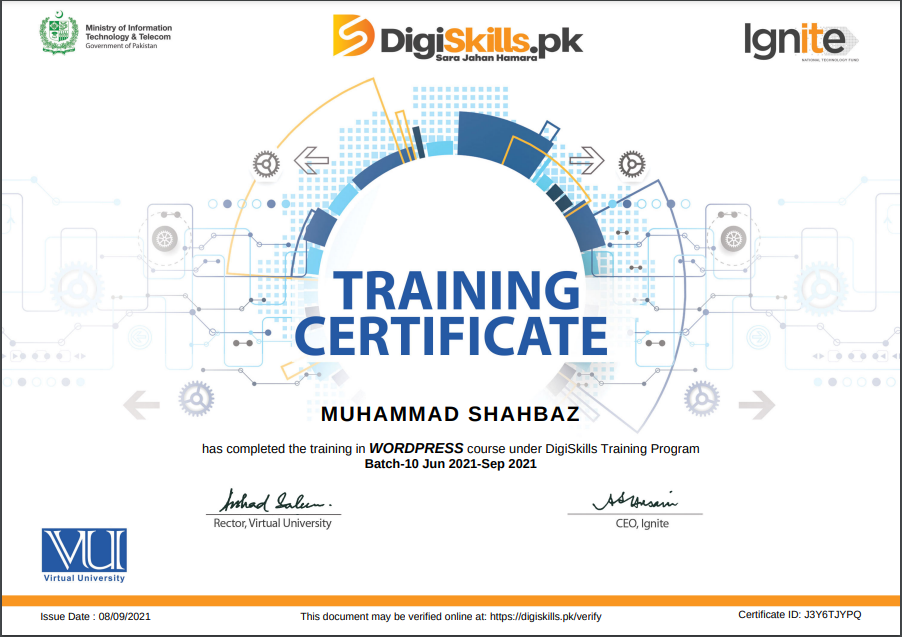 Ministry of Information
Technology & Telecom
Government of Pakistan
DigiSkills.pk
Sara Jahan Hamara
Ignite
NATIONAL TECHNOLOGY FUND
TRAINING
CERTIFICATE
MUHAMMAD SHAHBAZ
has completed the training in WORDPRESS course under DigiSkills Training Program
Batch-10 Jun 2021-Sep 2021
Rector, Virtual University
CEO, Ignite
VU
Virtual University
Issue Date : 08/09/2021
This document may be verified online at: https://digiskills.pk/verify
Certificate ID: J3Y6TJYPQ